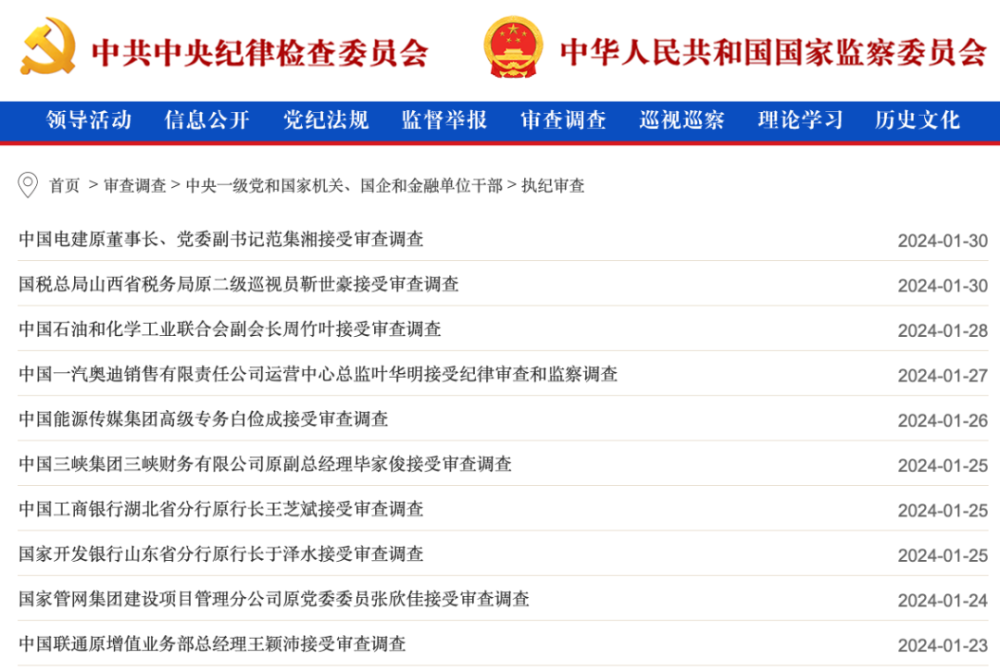 中共中央纪律检查委员会 中华人民共和国国家监察委员会
领导活动 信息公开 党纪法规 监督举报 审查调查 巡视巡察 理论学习 历史文化
首页 > 审查调查 > 中央一级党和国家机关、国企和金融单位干部 > 执纪审查
中国电建原董事长、党委副书记范集湘接受审查调查 2024-01-30
国税总局山西省税务局原二级巡视员靳世豪接受审查调查 2024-01-30
中国石油和化学工业联合会副会长周竹叶接受审查调查 2024-01-28
中国一汽奥迪销售有限责任公司运营中心总监叶华明接受纪律审查和监察调查 2024-01-27
中国能源传媒集团高级专务白俭成接受审查调查 2024-01-26
中国三峡集团三峡财务有限公司原副总经理毕家俊接受审查调查 2024-01-25
中国工商银行湖北省分行原行长王芝斌接受审查调查 2024-01-25
国家开发银行山东省分行原行长于泽水接受审查调查 2024-01-25
国家管网集团建设项目管理分公司原党委委员张欣佳接受审查调查 2024-01-24
中国联通原增值业务部总经理王颖沛接受审查调查 2024-01-23